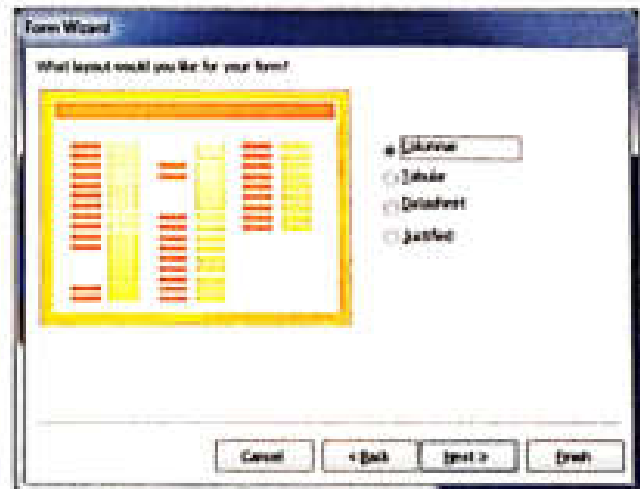 Form Wizard
What layout would you like for your form?
Columnar
Tabular
Datasheet
Justified
Cancel
< Back
Next >
Finish